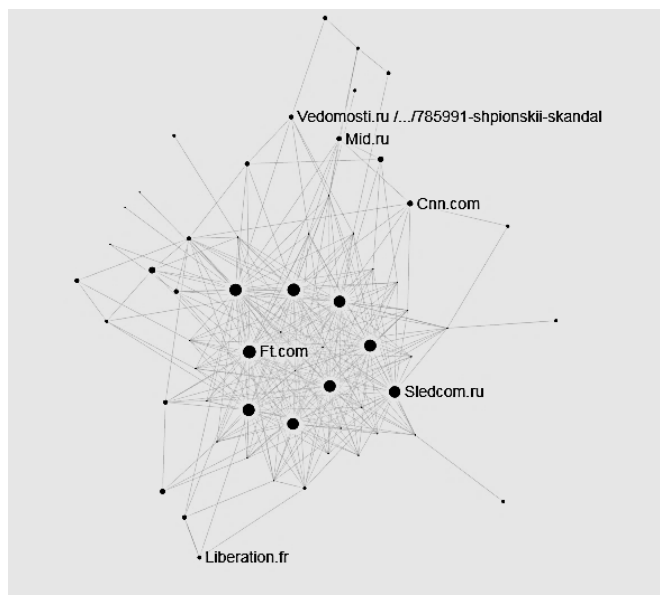 Vedomosti.ru /.../785991-shpionskii-skandal
Mid.ru
Cnn.com
Ft.com
Sledcom.ru
Liberation.fr